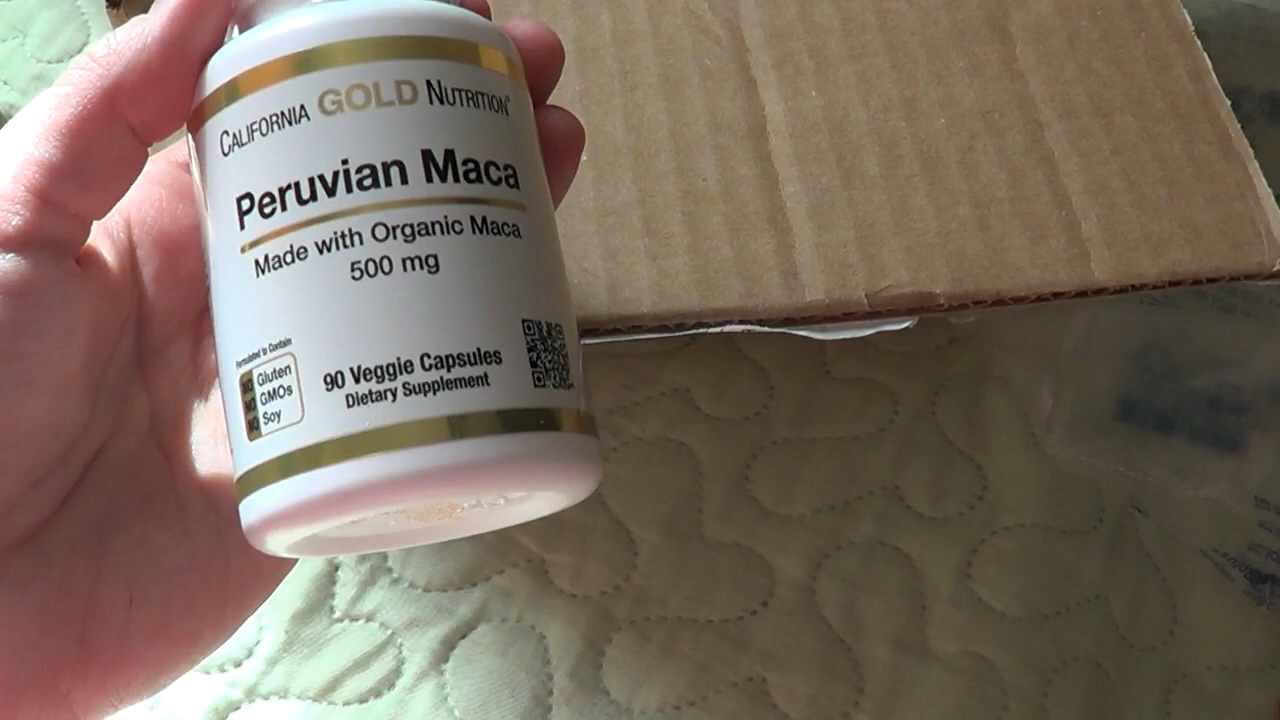 CALIFORNIA GOLD NUTRITION®
Peruvian Maca
Made with Organic Maca
500 mg
Formulated to Contain
NO Gluten
NO GMOs
NO Soy
90 Veggie Capsules
Dietary Supplement